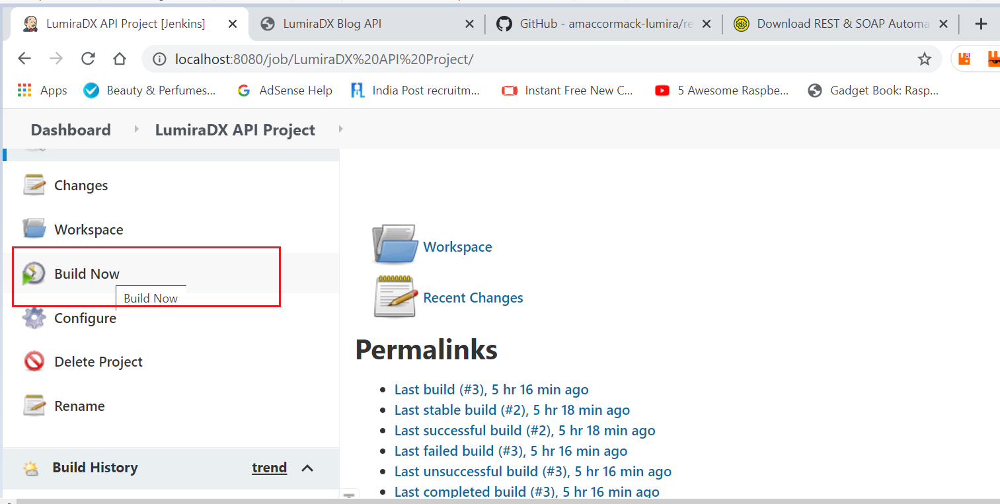 LumiraDX API Project [Jenkins]
LumiraDX Blog API
GitHub - amaccormack-lumira/re
Download REST & SOAP Automa
localhost:8080/job/LumiraDX%20API%20Project/
UI
Apps
Beauty & Perfumes...
AdSense Help
India Post recruitm...
Instant Free New C...
5 Awesome Raspbe...
Gadget Book: Rasp...
Dashboard
LumiraDX API Project
Changes
Workspace
Build Now
Build Now
Configure
Delete Project
Rename
Build History
trend
Workspace
Recent Changes
Permalinks
Last build (#3), 5 hr 16 min ago
Last stable build (#2), 5 hr 18 min ago
Last successful build (#2), 5 hr 18 min ago
Last failed build (#3), 5 hr 16 min ago
Last unsuccessful build (#3), 5 hr 16 min ago
Last completed build (#3), 5 hr 16 min ago